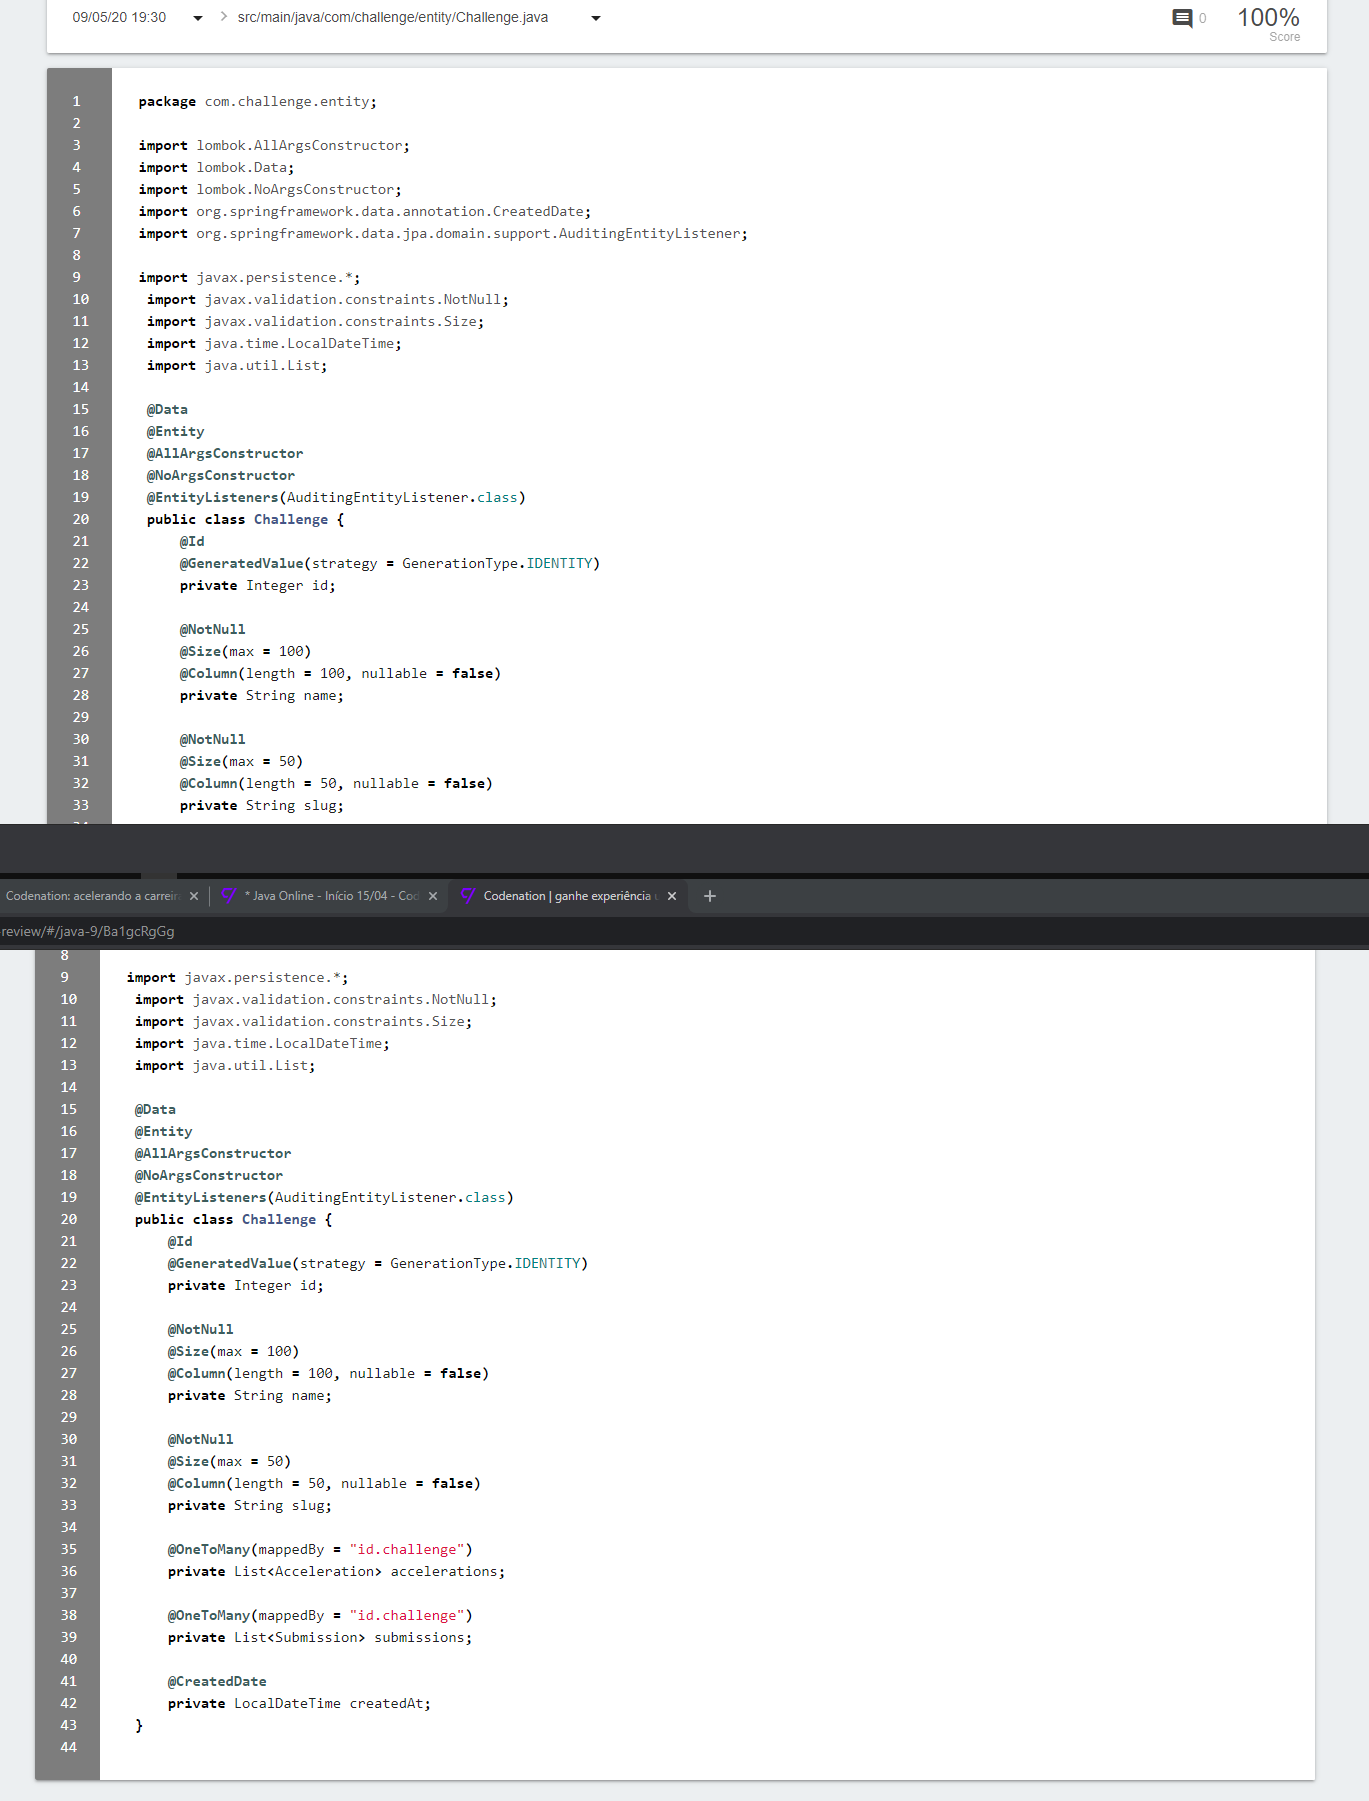 09/05/20 19:30 src/main/java/com/challenge/entity/Challenge.java 0 100%
Score
1 package com.challenge.entity;
2
3 import lombok.AllArgsConstructor;
4 import lombok.Data;
5 import lombok.NoArgsConstructor;
6 import org.springframework.data.annotation.CreatedDate;
7 import org.springframework.data.jpa.domain.support.AuditingEntityListener;
8
9 import javax.persistence.*;
10 import javax.validation.constraints.NotNull;
11 import javax.validation.constraints.Size;
12 import java.time.LocalDateTime;
13 import java.util.List;
14
15 @Data
16 @Entity
17 @AllArgsConstructor
18 @NoArgsConstructor
19 @EntityListeners(AuditingEntityListener.class)
20 public class Challenge {
21 @Id
22 @GeneratedValue(strategy = GenerationType.IDENTITY)
23 private Integer id;
24
25 @NotNull
26 @Size(max = 100)
27 @Column(length = 100, nullable = false)
28 private String name;
29
30 @NotNull
31 @Size(max = 50)
32 @Column(length = 50, nullable = false)
33 private String slug;
Codenation: acelerando a carreir * Java Online - Início 15/04 - Cod Codenation | ganhe experiência
review/#/java-9/Ba1gcRgGg
8
9 import javax.persistence.*;
10 import javax.validation.constraints.NotNull;
11 import javax.validation.constraints.Size;
12 import java.time.LocalDateTime;
13 import java.util.List;
14
15 @Data
16 @Entity
17 @AllArgsConstructor
18 @NoArgsConstructor
19 @EntityListeners(AuditingEntityListener.class)
20 public class Challenge {
21 @Id
22 @GeneratedValue(strategy = GenerationType.IDENTITY)
23 private Integer id;
24
25 @NotNull
26 @Size(max = 100)
27 @Column(length = 100, nullable = false)
28 private String name;
29
30 @NotNull
31 @Size(max = 50)
32 @Column(length = 50, nullable = false)
33 private String slug;
34
35 @OneToMany(mappedBy = "id.challenge")
36 private List<Acceleration> accelerations;
37
38 @OneToMany(mappedBy = "id.challenge")
39 private List<Submission> submissions;
40
41 @CreatedDate
42 private LocalDateTime createdAt;
43 }
44